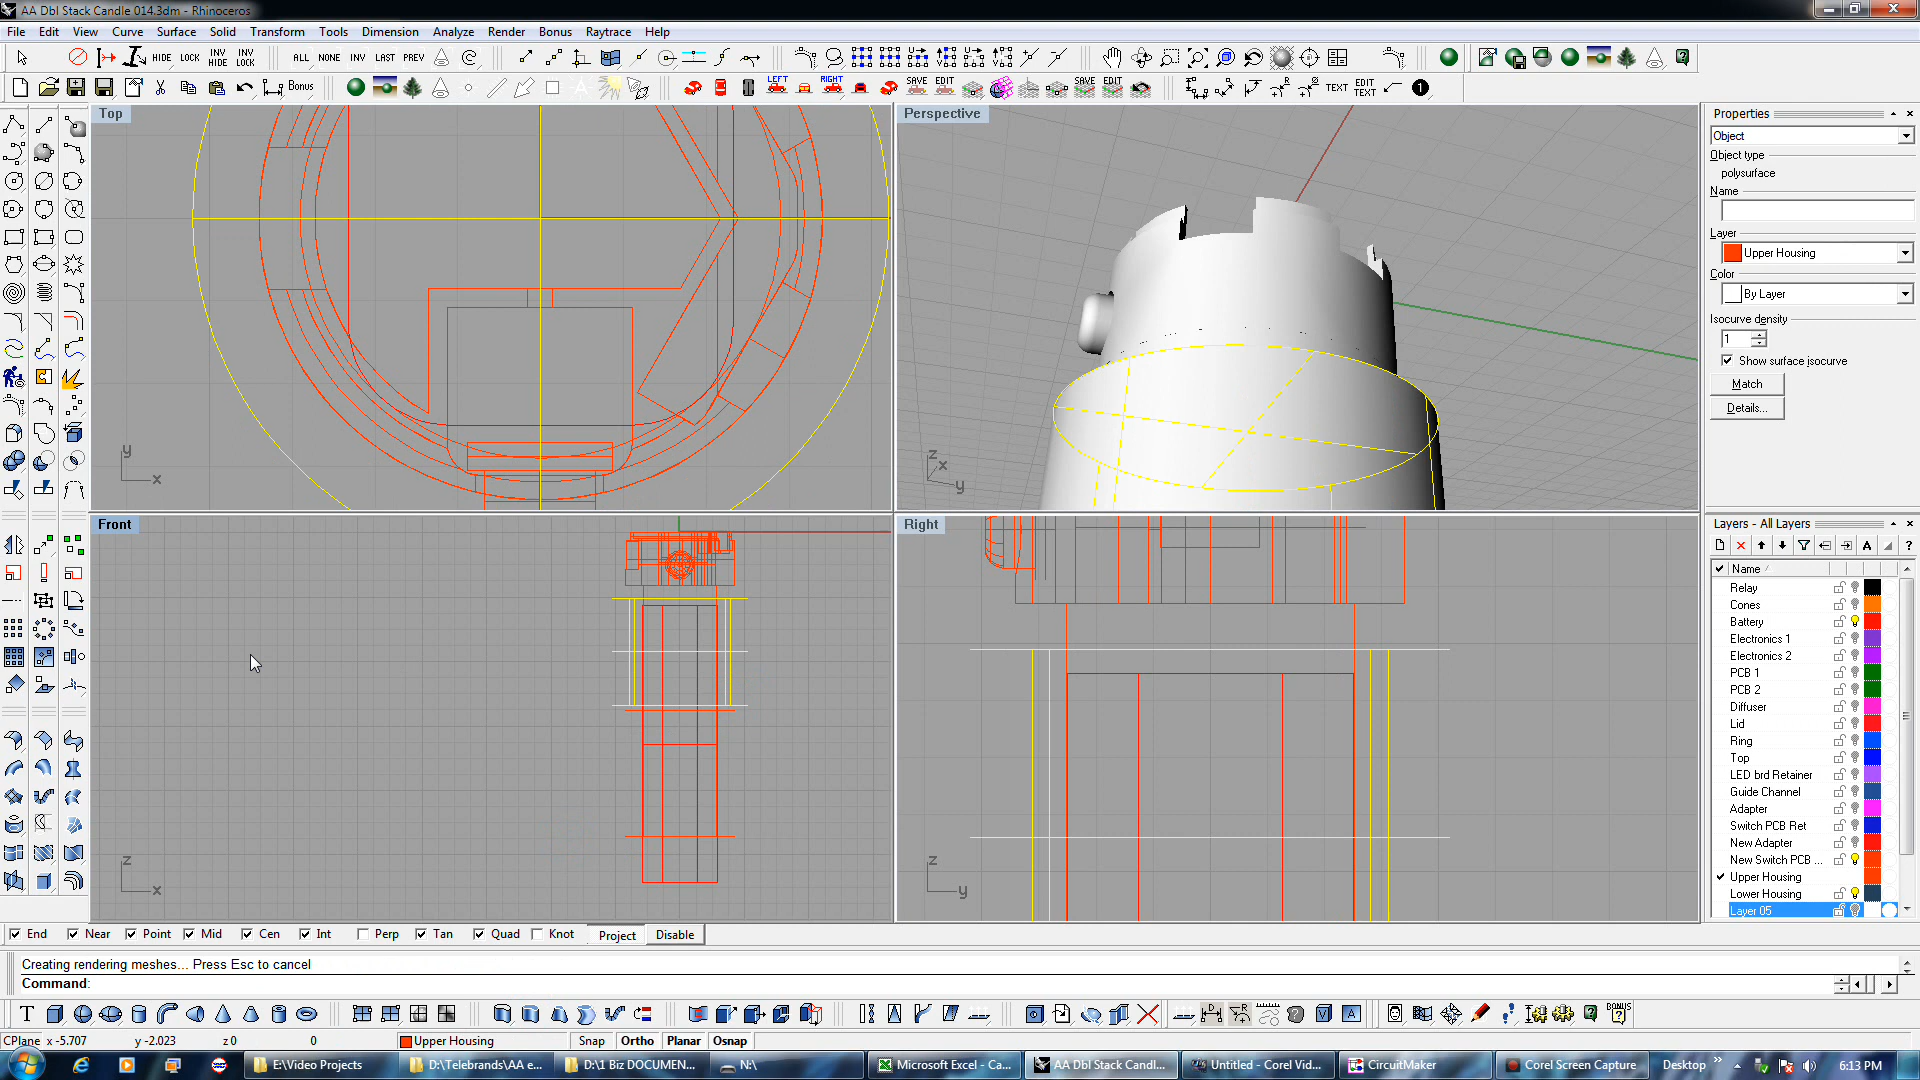 AA Dbl Stack Candle 014.3dm - Rhinoceros
File Edit View Curve Surface Solid Transform Tools Dimension Analyze Render Bonus Raytrace Help
HIDE LOCK INV HIDE INV LOCK ALL NONE INV LAST PREV
Bonus LEFT RIGHT SAVE EDIT SAVE EDIT TEXT EDIT TEXT 1
Top
Perspective
Front
Right
y
x
z
x
y
z
x
z
y
Properties
Object
Object type
polysurface
Name
Layer
Upper Housing
Color
By Layer
Isocurve density
1
Show surface isocurve
Match
Details...
Layers - All Layers
Name
Relay
Cones
Battery
Electronics 1
Electronics 2
PCB 1
PCB 2
Diffuser
Lid
Ring
Top
LED brd Retainer
Guide Channel
Adapter
Switch PCB Ret
New Adapter
New Switch PCB ...
Upper Housing
Lower Housing
Layer 05
End Near Point Mid Cen Int Perp Tan Quad Knot Project Disable
Creating rendering meshes... Press Esc to cancel
Command:
CPlane x -5.707 y -2.023 z 0 0 Upper Housing Snap Ortho Planar Osnap
E:\Video Projects D:\Telebrands\AA e... D:\1 Biz DOCUMEN... N:\ Microsoft Excel - Ca... AA Dbl Stack Candl... Untitled - Corel Vid... CircuitMaker Corel Screen Capture Desktop 6:13 PM